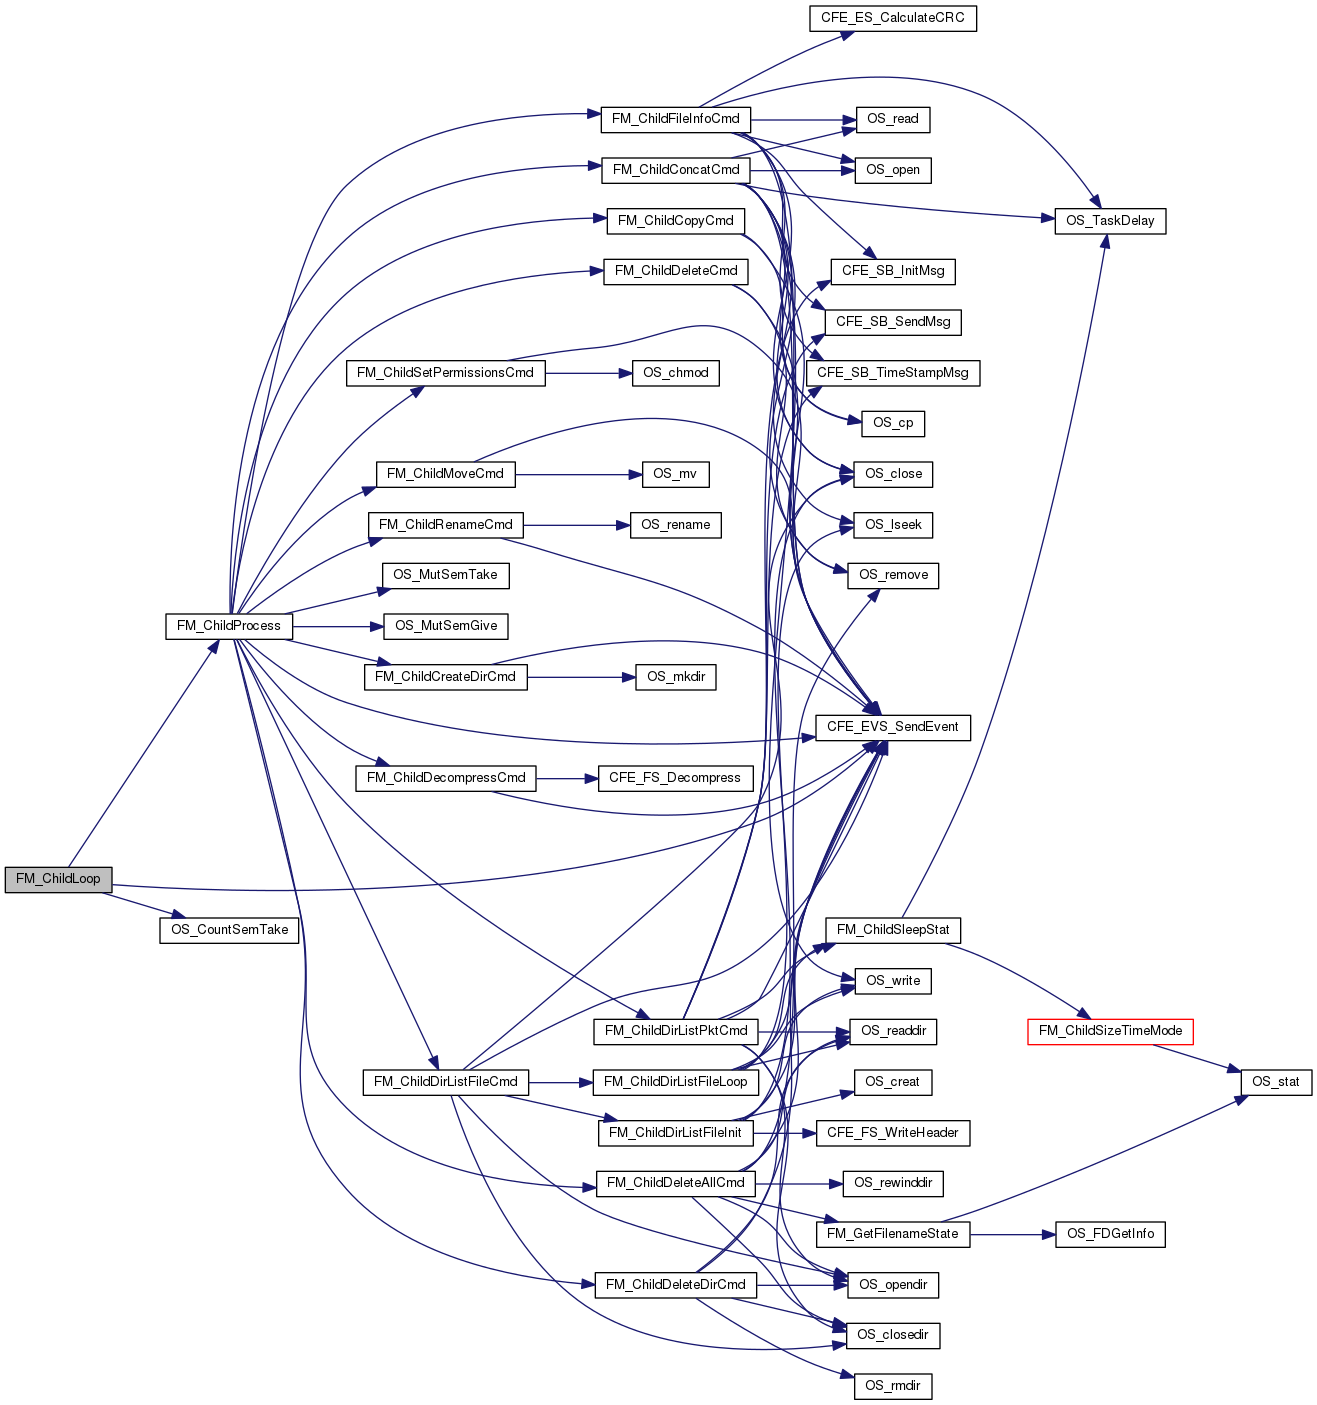 CFE_ES_CalculateCRC
FM_ChildFileInfoCmd
OS_read
FM_ChildConcatCmd
OS_open
FM_ChildCopyCmd
OS_TaskDelay
FM_ChildDeleteCmd
CFE_SB_InitMsg
CFE_SB_SendMsg
FM_ChildSetPermissionsCmd
OS_chmod
CFE_SB_TimeStampMsg
OS_cp
FM_ChildMoveCmd
OS_mv
OS_close
FM_ChildRenameCmd
OS_rename
OS_lseek
OS_MutSemTake
OS_remove
FM_ChildProcess
OS_MutSemGive
FM_ChildCreateDirCmd
OS_mkdir
CFE_EVS_SendEvent
FM_ChildDecompressCmd
CFE_FS_Decompress
FM_ChildLoop
OS_CountSemTake
FM_ChildSleepStat
OS_write
FM_ChildDirListPktCmd
OS_readdir
FM_ChildSizeTimeMode
FM_ChildDirListFileCmd
FM_ChildDirListFileLoop
OS_creat
OS_stat
FM_ChildDirListFileInit
CFE_FS_WriteHeader
FM_ChildDeleteAllCmd
OS_rewinddir
FM_GetFilenameState
OS_FDGetInfo
FM_ChildDeleteDirCmd
OS_opendir
OS_closedir
OS_rmdir